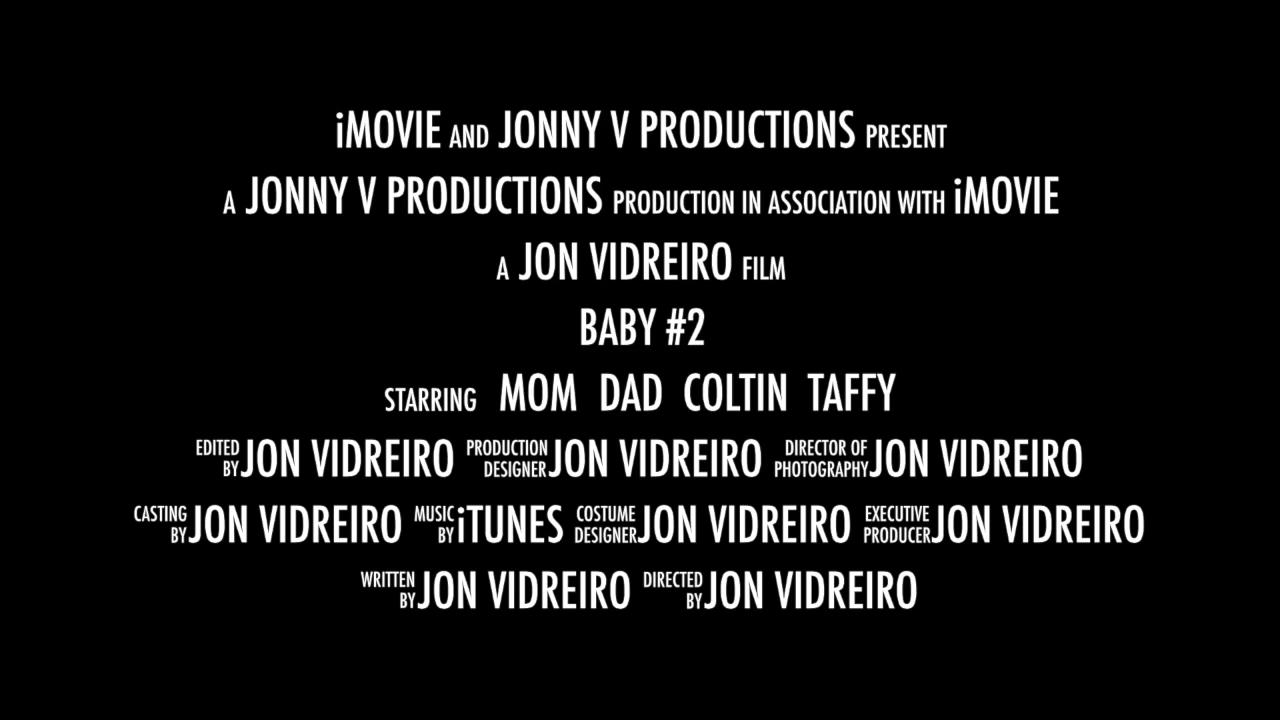 iMOVIE AND JONNY V PRODUCTIONS PRESENT
A JONNY V PRODUCTIONS PRODUCTION IN ASSOCIATION WITH iMOVIE
A JON VIDREIRO FILM
BABY #2
STARRING MOM DAD COLTIN TAFFY
EDITED BY JON VIDREIRO PRODUCTION DESIGNER JON VIDREIRO DIRECTOR OF PHOTOGRAPHY JON VIDREIRO
CASTING BY JON VIDREIRO MUSIC BY iTUNES COSTUME DESIGNER JON VIDREIRO EXECUTIVE PRODUCER JON VIDREIRO
WRITTEN BY JON VIDREIRO DIRECTED BY JON VIDREIRO